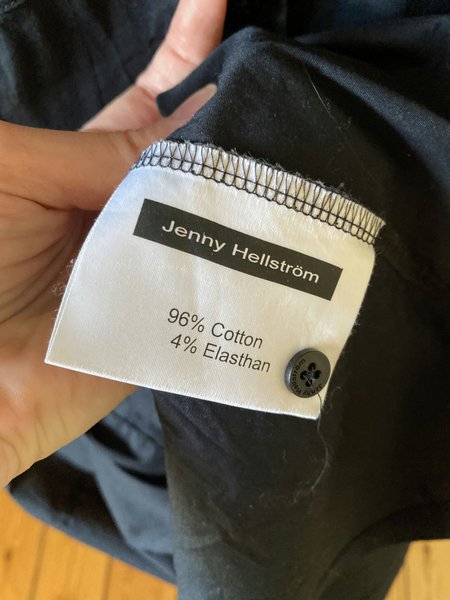 Jenny Hellström
96% Cotton
4% Elasthan